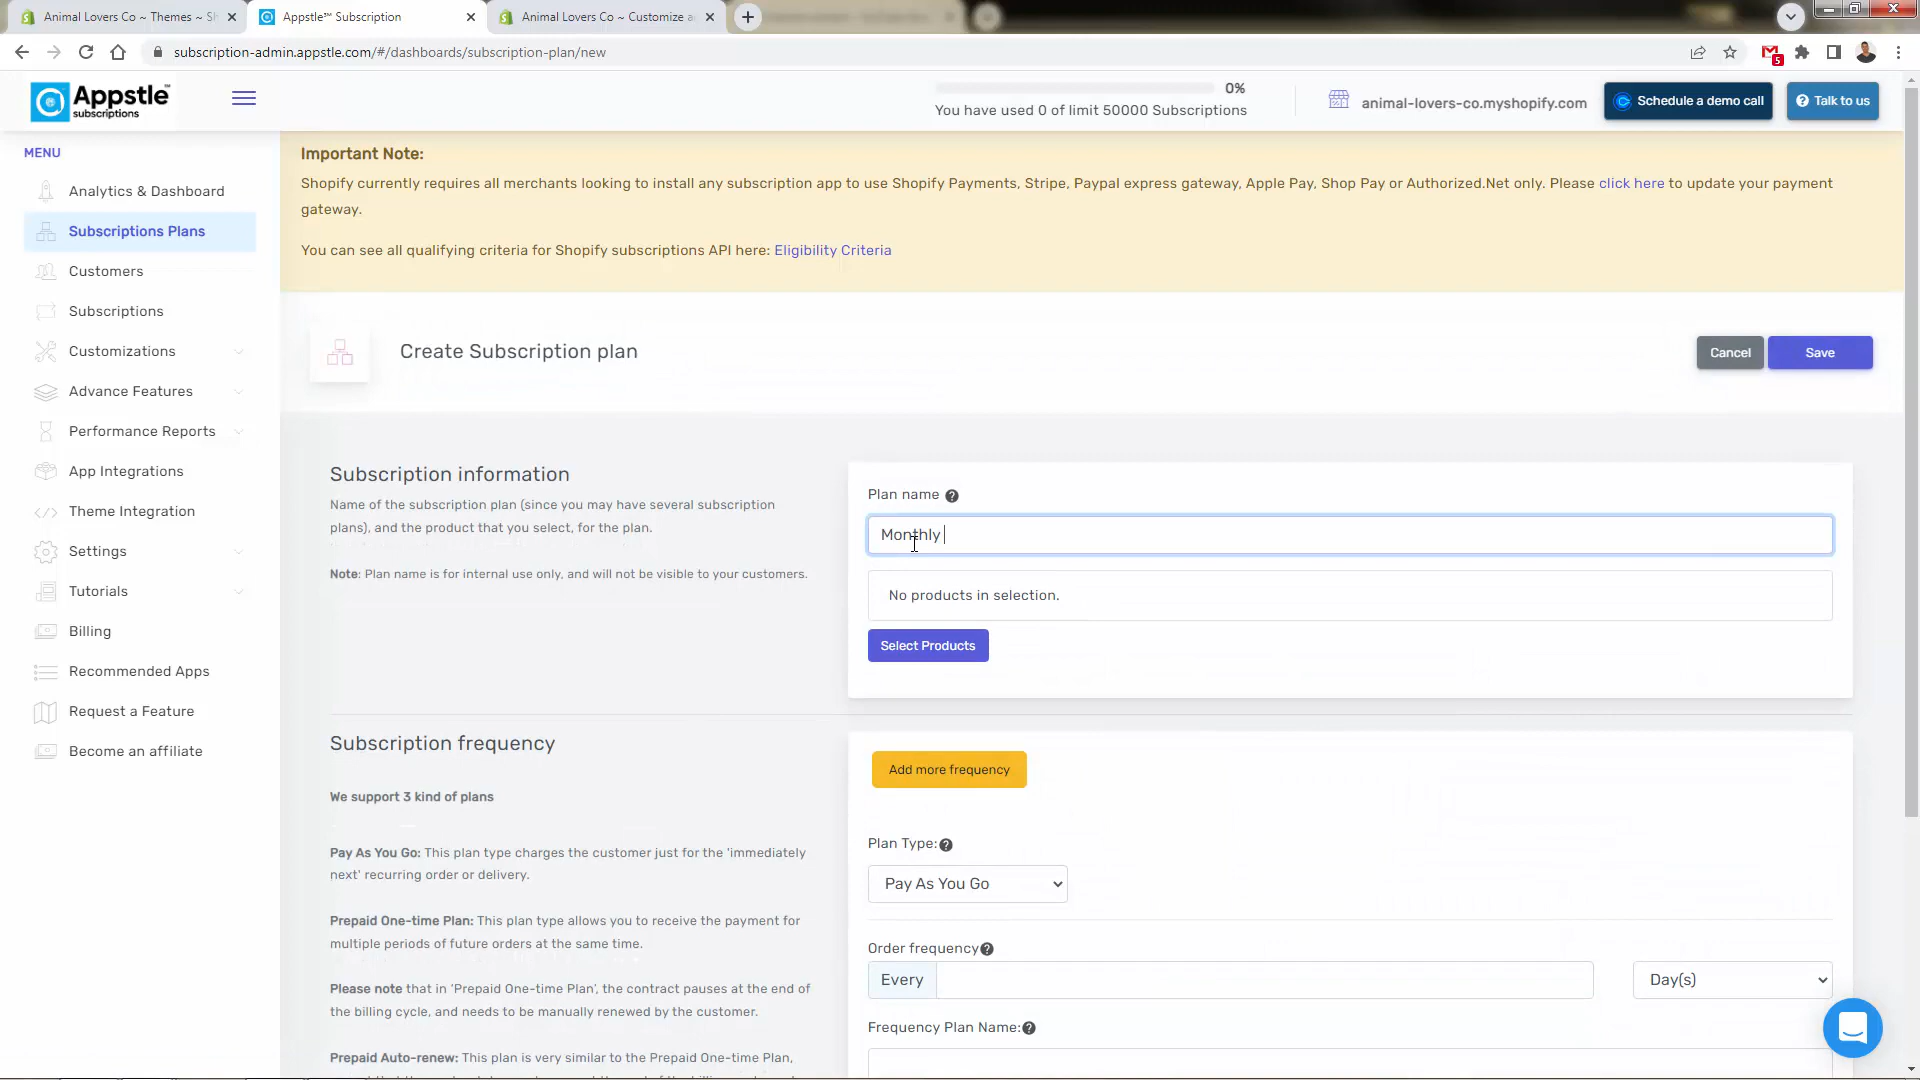 Animal Lovers Co ~ Themes ~ Sh
Appstle™ Subscription
Animal Lovers Co ~ Customize a
subscription-admin.appstle.com/#/dashboards/subscription-plan/new
5
Appstle™
subscriptions
0%
You have used 0 of limit 50000 Subscriptions
animal-lovers-co.myshopify.com
Schedule a demo call
Talk to us
MENU
Analytics & Dashboard
Subscriptions Plans
Customers
Subscriptions
Customizations
Advance Features
Performance Reports
App Integrations
Theme Integration
Settings
Tutorials
Billing
Recommended Apps
Request a Feature
Become an affiliate
Important Note:
Shopify currently requires all merchants looking to install any subscription app to use Shopify Payments, Stripe, Paypal express gateway, Apple Pay, Shop Pay or Authorized.Net only. Please click here to update your payment
gateway.
You can see all qualifying criteria for Shopify subscriptions API here: Eligibility Criteria
Create Subscription plan
Cancel
Save
Subscription information
Name of the subscription plan (since you may have several subscription
plans), and the product that you select, for the plan.
Note: Plan name is for internal use only, and will not be visible to your customers.
Plan name
Monthly
No products in selection.
Select Products
Subscription frequency
We support 3 kind of plans
Pay As You Go: This plan type charges the customer just for the 'immediately
next' recurring order or delivery.
Prepaid One-time Plan: This plan type allows you to receive the payment for
multiple periods of future orders at the same time.
Please note that in 'Prepaid One-time Plan', the contract pauses at the end of
the billing cycle, and needs to be manually renewed by the customer.
Prepaid Auto-renew: This plan is very similar to the Prepaid One-time Plan,
Add more frequency
Plan Type:
Pay As You Go
Order frequency
Every
Day(s)
Frequency Plan Name: